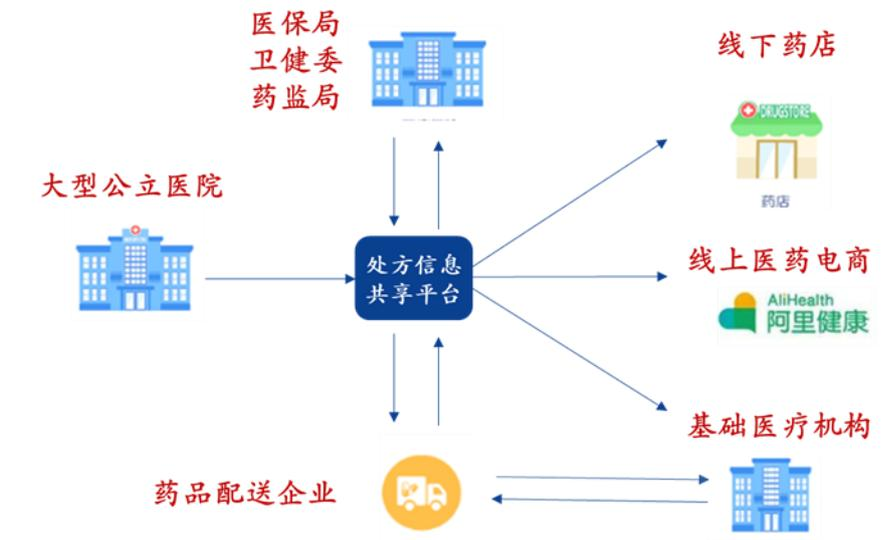 医保局
卫健委
药监局
线下药店
DRUGSTORE
药店
大型公立医院
处方信息
共享平台
线上医药电商
AliHealth
阿里健康
基础医疗机构
药品配送企业